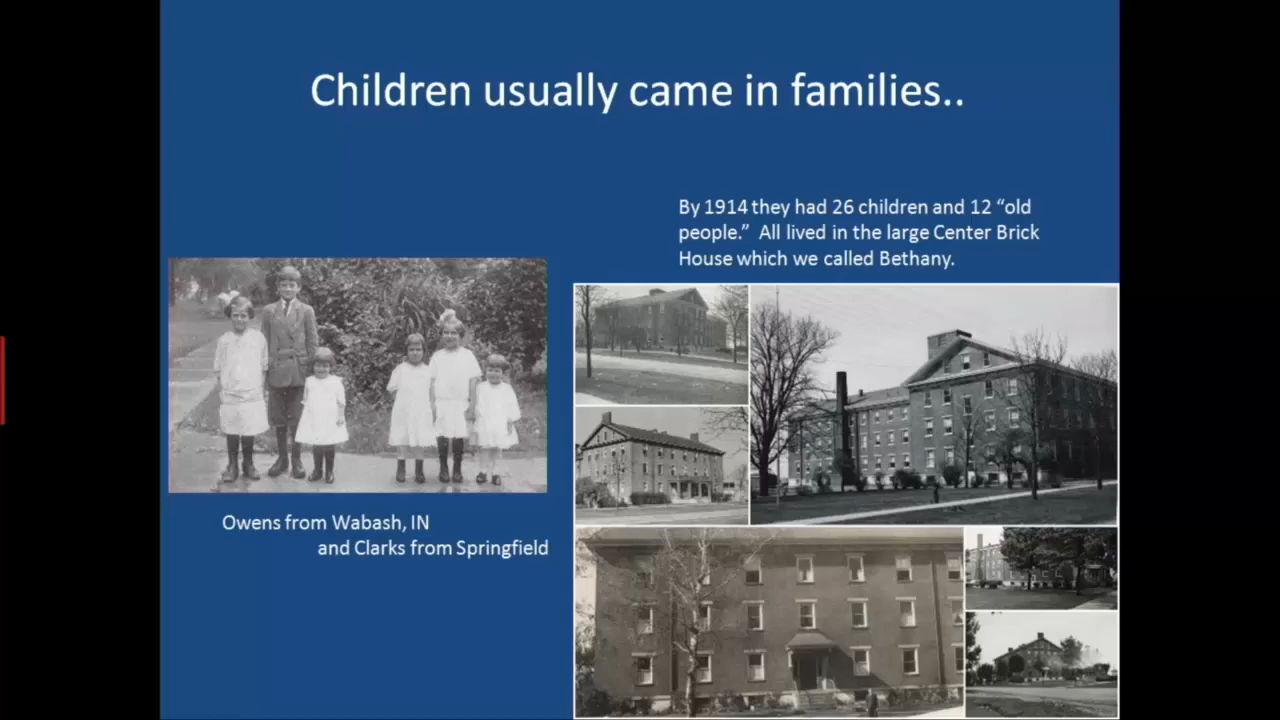 Children usually came in families..
By 1914 they had 26 children and 12 “old
people.” All lived in the large Center Brick
House which we called Bethany.
Owens from Wabash, IN
and Clarks from Springfield